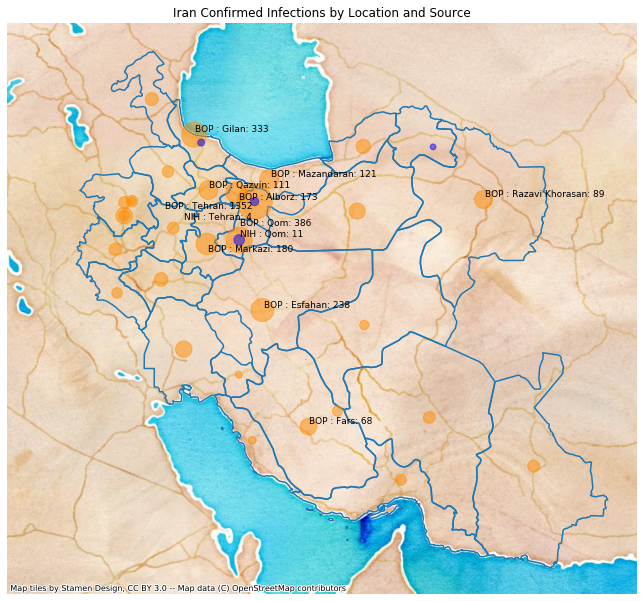 Iran Confirmed Infections by Location and Source
BOP : Gilan: 333
BOP : Mazandaran: 121
BOP : Qazvin: 111
BOP : Razavi Khorasan: 89
BOP : Alborz: 173
BOP : Tehran: 1352
NIH : Tehran: 4
BOP : Qom: 386
NIH : Qom: 11
BOP : Markazi: 180
BOP : Esfahan: 238
BOP : Fars: 68
Map tiles by Stamen Design, CC BY 3.0 -- Map data (C) OpenStreetMap contributors